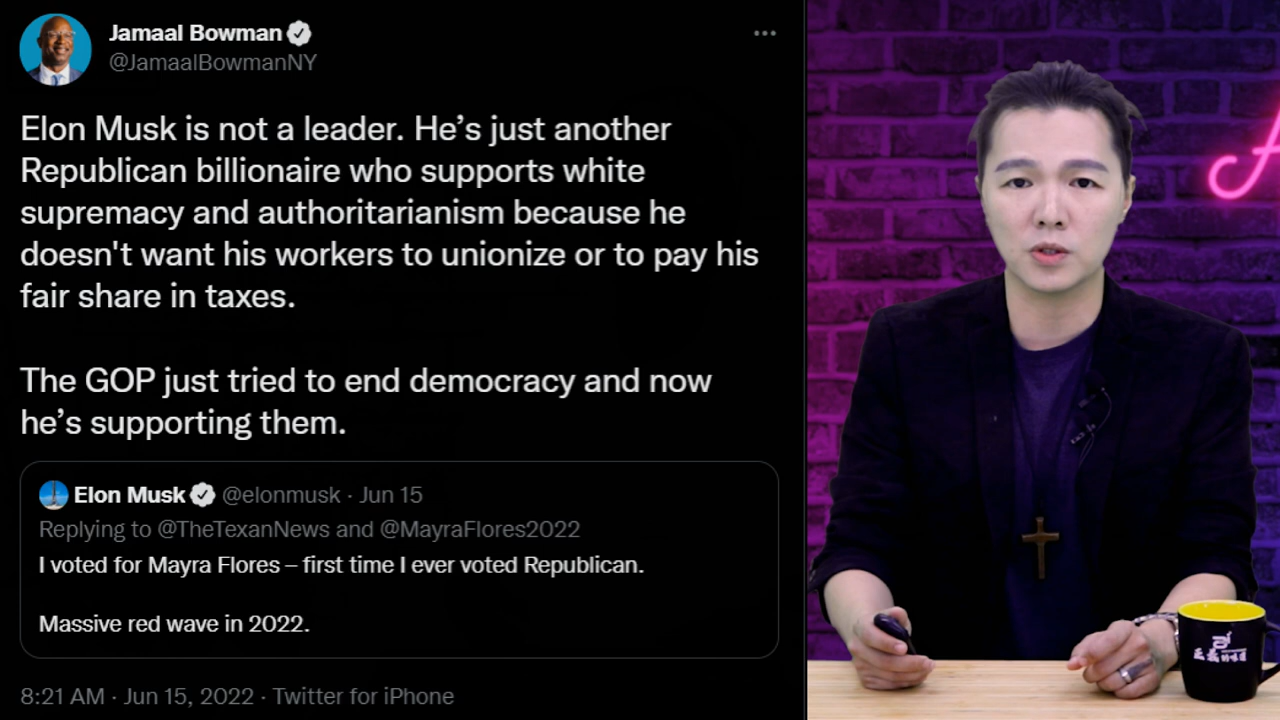 Jamaal Bowman
@JamaalBowmanNY
Elon Musk is not a leader. He’s just another
Republican billionaire who supports white
supremacy and authoritarianism because he
doesn't want his workers to unionize or to pay his
fair share in taxes.
The GOP just tried to end democracy and now
he’s supporting them.
Elon Musk @elonmusk · Jun 15
Replying to @TheTexanNews and @MayraFlores2022
I voted for Mayra Flores – first time I ever voted Republican.
Massive red wave in 2022.
8:21 AM · Jun 15, 2022 · Twitter for iPhone